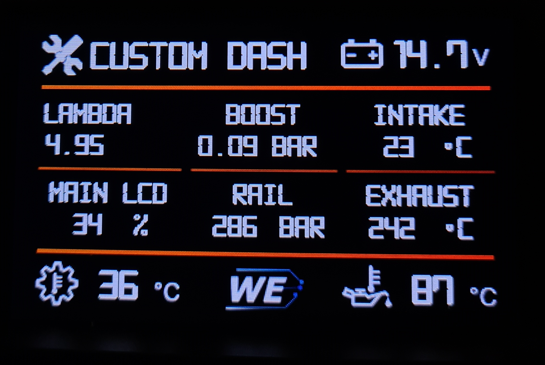 CUSTOM DASH 14.7V
LAMBDA BOOST INTAKE
4.95 0.09 BAR 23 °C
MAIN LCD RAIL EXHAUST
34 % 286 BAR 242 °C
36 °C WE 87 °C